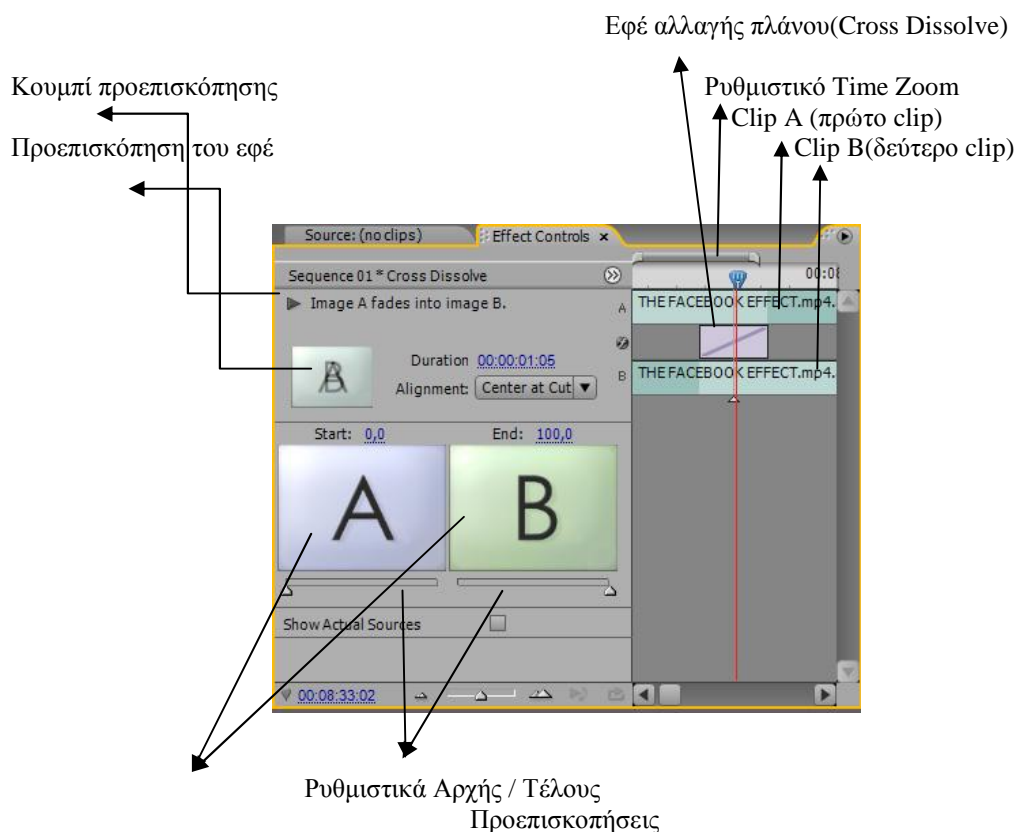 Εφέ αλλαγής πλάνου(Cross Dissolve)
Κουμπί προεπισκόπησης
Ρυθμιστικό Time Zoom
Clip A (πρώτο clip)
Προεπισκόπηση του εφέ
Clip B(δεύτερο clip)
Source: (no clips)
Effect Controls ×
Sequence 01 * Cross Dissolve
00:08
Image A fades into image B.
A
THE FACEBOOK EFFECT.mp4.
Duration 00:00:01:05
B
THE FACEBOOK EFFECT.mp4.
Alignment: Center at Cut
Start: 0,0
End: 100,0
A
B
Show Actual Sources
00:08:33:02
Ρυθμιστικά Αρχής / Τέλους
Προεπισκοπήσεις